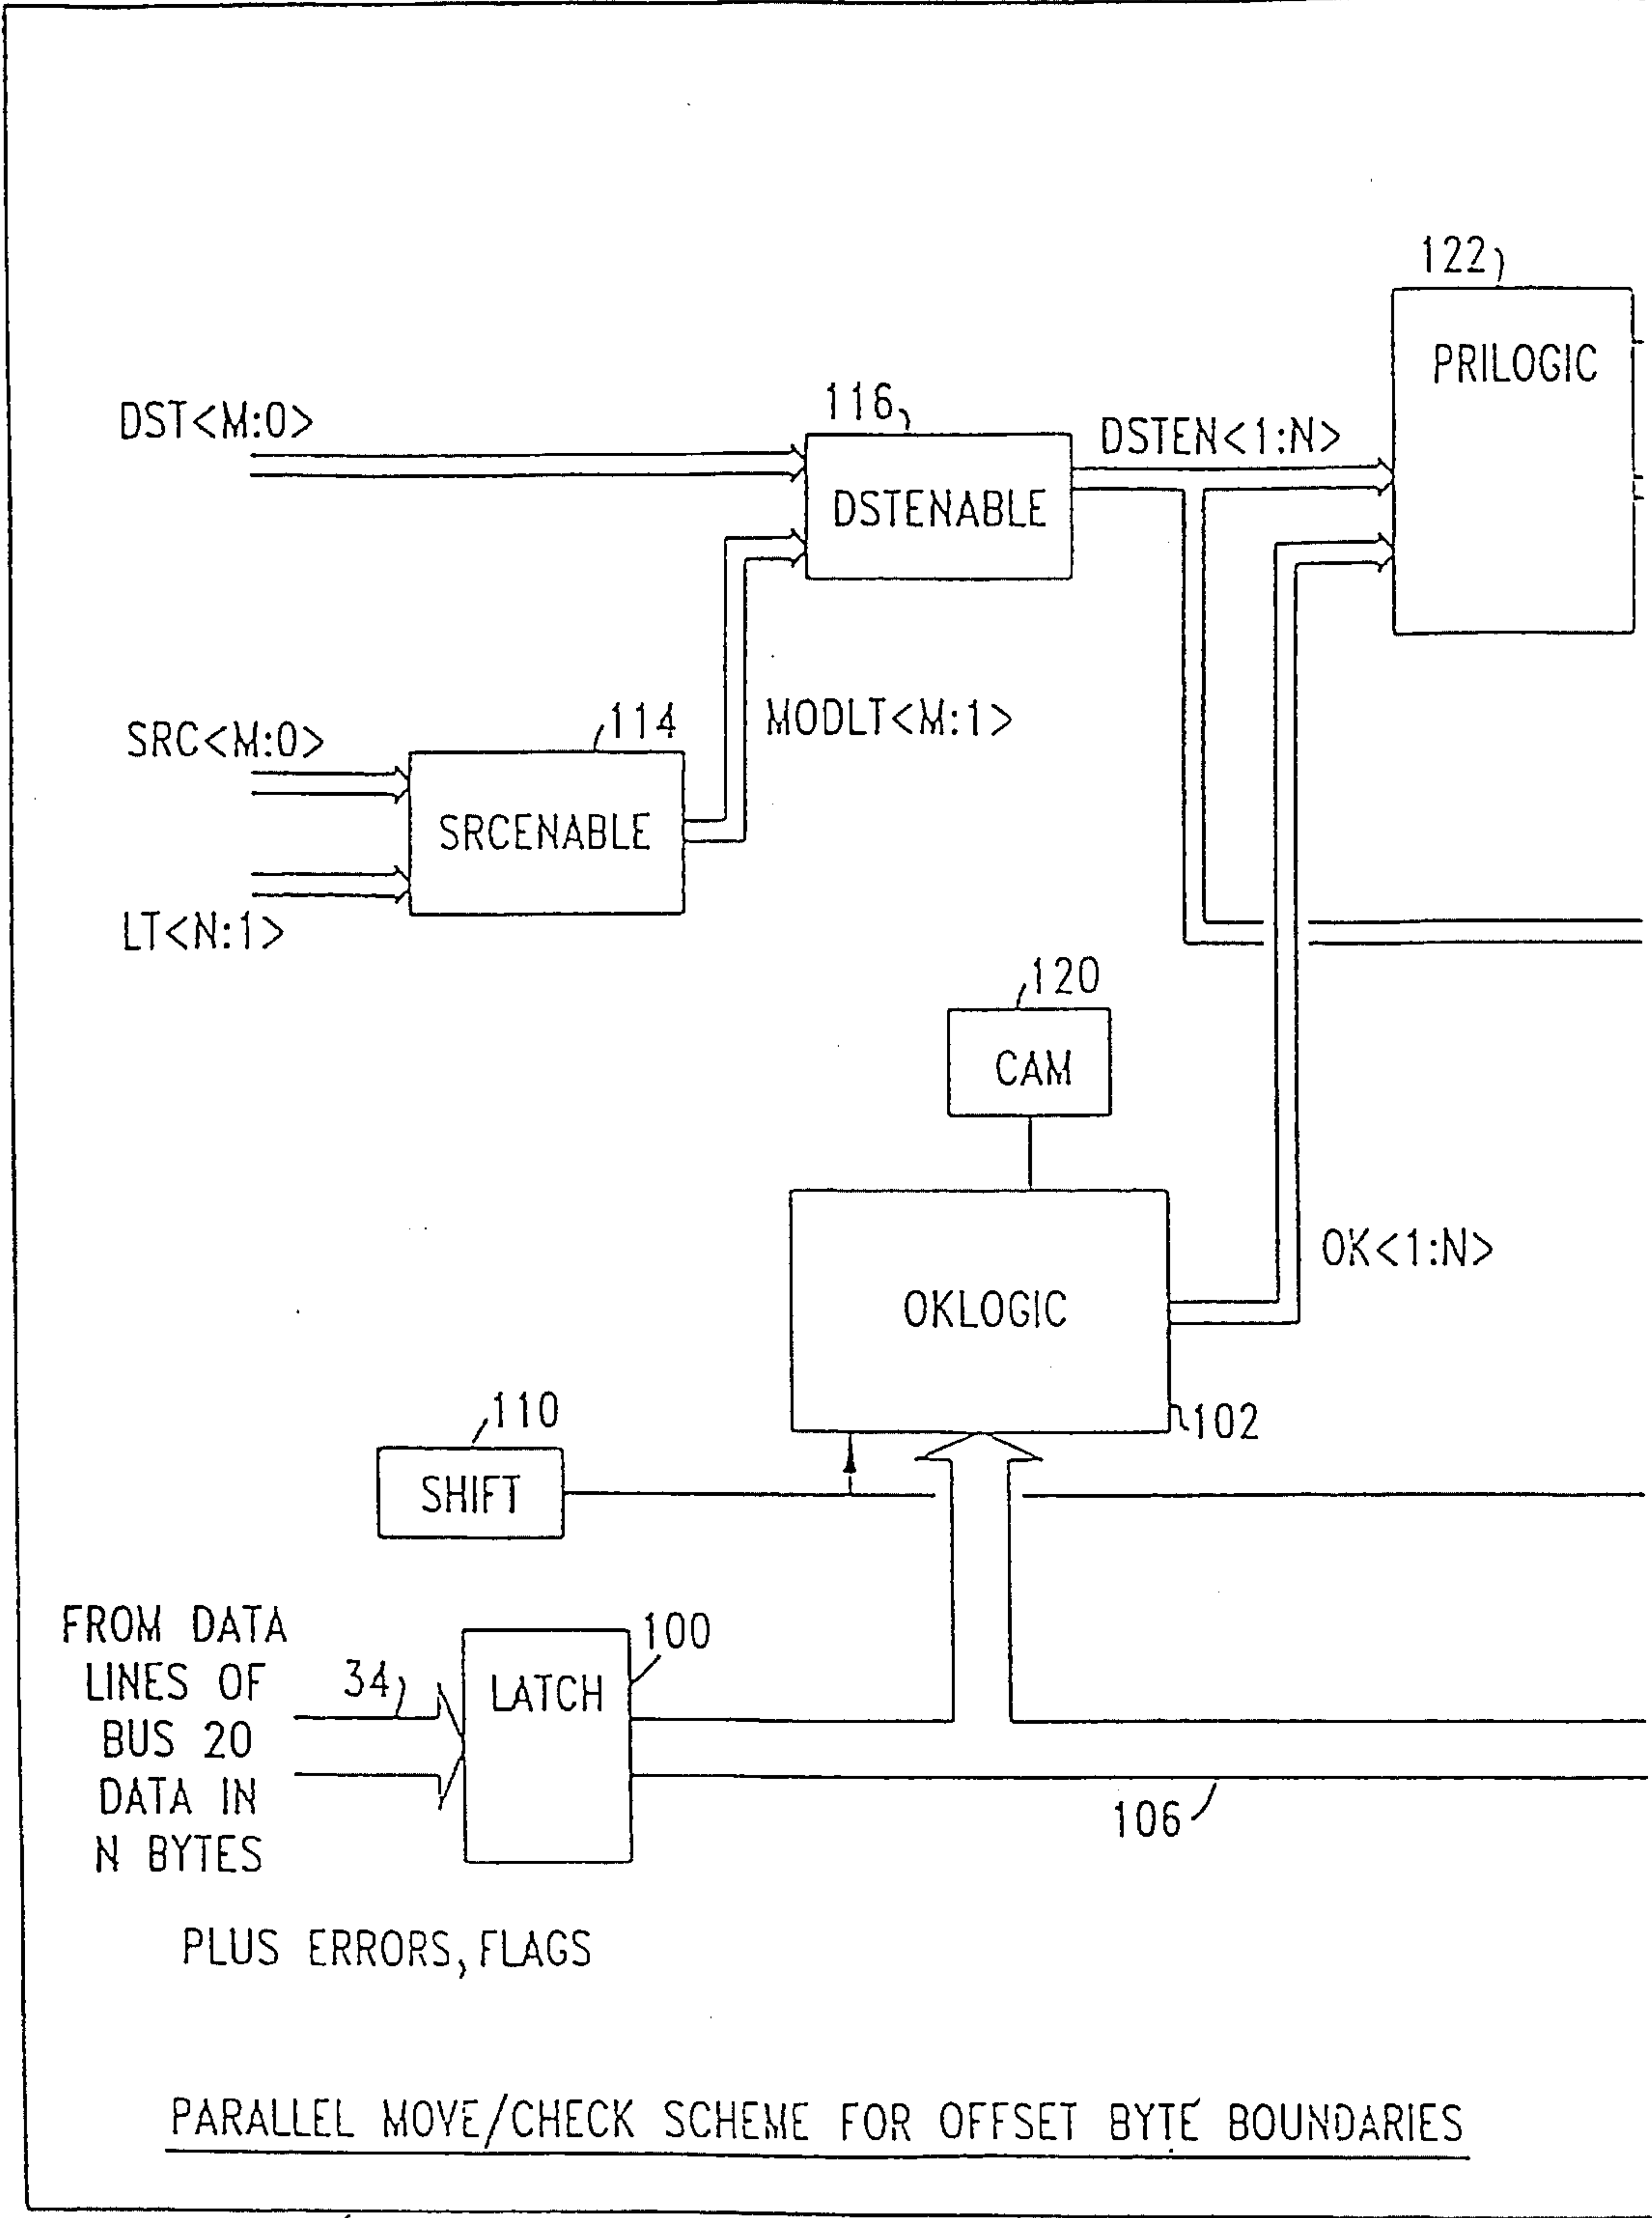 122
PRILOGIC
116
DST<M:0>
DSTEN<1:N>
DSTENABLE
SRC<M:0>
114
MODLT<M:1>
SRCENABLE
LT<N:1>
120
CAM
OK<1:N>
OKLOGIC
102
110
SHIFT
FROM DATA
LINES OF
BUS 20
DATA IN
N BYTES
34
100
LATCH
106
PLUS ERRORS, FLAGS
PARALLEL MOVE/CHECK SCHEME FOR OFFSET BYTE BOUNDARIES